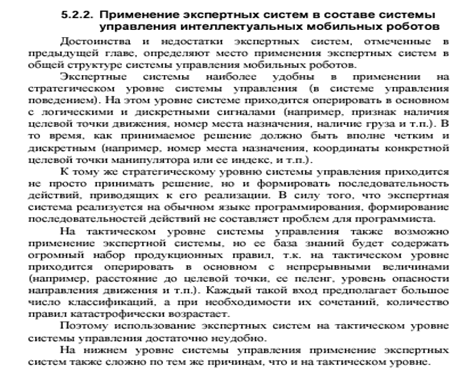 5.2.2. Применение экспертных систем в составе системы
управления интеллектуальных мобильных роботов
Достоинства и недостатки экспертных систем, отмеченные в
предыдущей главе, определяют место применения экспертных систем в
общей структуре системы управления мобильных роботов.
Экспертные системы наиболее удобны в применении на
стратегическом уровне системы управления (в системе управления
поведением). На этом уровне системе приходится оперировать в основном
с логическими и дискретными сигналами (например, признак наличия
целевой точки движения, номер места назначения, наличие груза и т.п.). В
то время, как принимаемое решение должно быть вполне четким и
дискретным (например, номер места назначения, координаты конкретной
целевой точки манипулятора или ее индекс, и т.п.).
К тому же стратегическому уровню системы управления приходится
не просто принимать решение, но и формировать последовательность
действий, приводящих к его реализации. В силу того, что экспертная
система реализуется на обычном языке программирования, формирование
последовательностей действий не составляет проблем для программиста.
На тактическом уровне системы управления также возможно
применение экспертной системы, но ее база знаний будет содержать
огромный набор продукционных правил, т.к. на тактическом уровне
приходится оперировать в основном с непрерывными величинами
(например, расстояние до целевой точки, ее пеленг, уровень опасности
направления движения и т.п.). Каждый такой вход предполагает большое
число классификаций, а при необходимости их сочетаний, количество
правил катастрофически возрастает.
Поэтому использование экспертных систем на тактическом уровне
системы управления достаточно неудобно.
На нижнем уровне системы управления применение экспертных
систем также сложно по тем же причинам, что и на тактическом уровне.